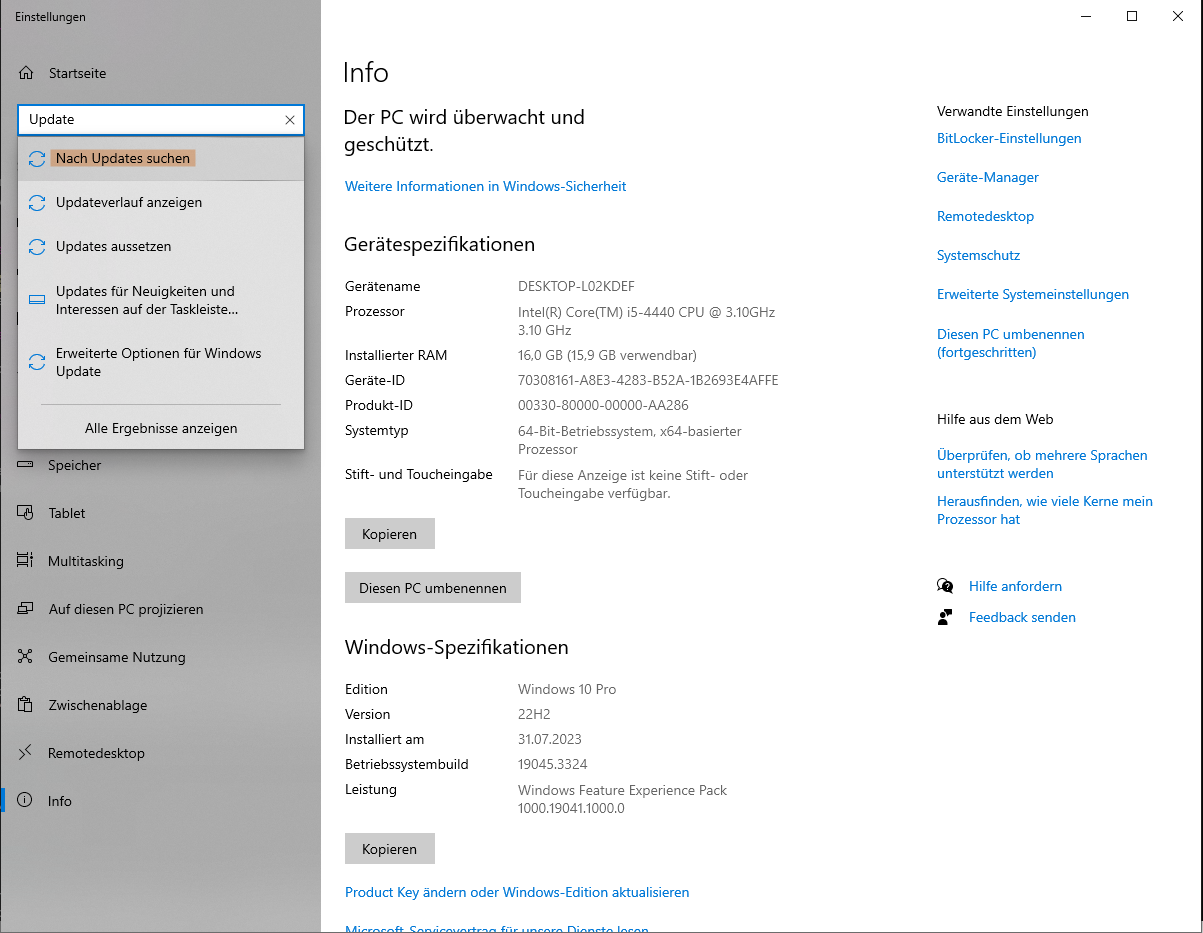 Einstellungen
Startseite
Update
Nach Updates suchen
Updateverlauf anzeigen
Updates aussetzen
Updates für Neuigkeiten und
Interessen auf der Taskleiste...
Erweiterte Optionen für Windows
Update
Alle Ergebnisse anzeigen
Speicher
Tablet
Multitasking
Auf diesen PC projizieren
Gemeinsame Nutzung
Zwischenablage
Remotedesktop
Info
Info
Der PC wird überwacht und
geschützt.
Weitere Informationen in Windows-Sicherheit
Gerätespezifikationen
Gerätename DESKTOP-L02KDEF
Prozessor Intel(R) Core(TM) i5-4440 CPU @ 3.10GHz
3.10 GHz
Installierter RAM 16,0 GB (15,9 GB verwendbar)
Geräte-ID 70308161-A8E3-4283-B52A-1B2693E4AFFE
Produkt-ID 00330-80000-00000-AA286
Systemtyp 64-Bit-Betriebssystem, x64-basierter
Prozessor
Stift- und Toucheingabe Für diese Anzeige ist keine Stift- oder
Toucheingabe verfügbar.
Kopieren
Diesen PC umbenennen
Windows-Spezifikationen
Edition Windows 10 Pro
Version 22H2
Installiert am 31.07.2023
Betriebssystembuild 19045.3324
Leistung Windows Feature Experience Pack
1000.19041.1000.0
Kopieren
Product Key ändern oder Windows-Edition aktualisieren
Microsoft-Servicevertrag für unsere Dienste lesen
Verwandte Einstellungen
BitLocker-Einstellungen
Geräte-Manager
Remotedesktop
Systemschutz
Erweiterte Systemeinstellungen
Diesen PC umbenennen
(fortgeschritten)
Hilfe aus dem Web
Überprüfen, ob mehrere Sprachen
unterstützt werden
Herausfinden, wie viele Kerne mein
Prozessor hat
Hilfe anfordern
Feedback senden